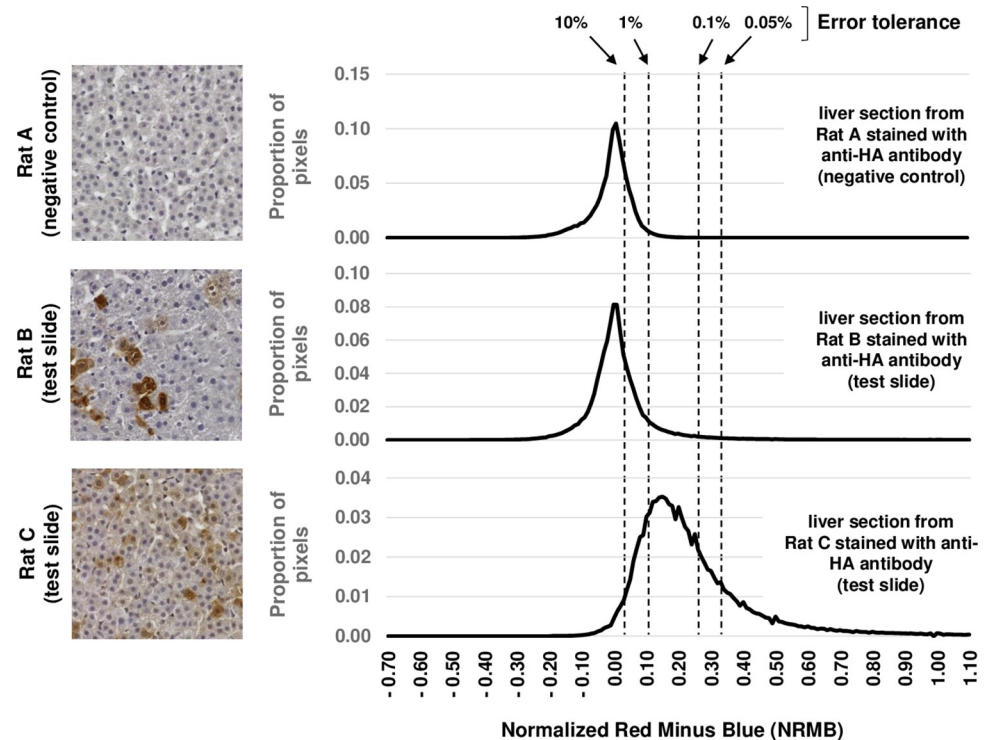 10% 1% 0.1% 0.05% Error tolerance
Rat A
(negative control)
Proportion of
pixels
0.15
0.10
0.05
0.00
liver section from
Rat A stained with
anti-HA antibody
(negative control)
Rat B
(test slide)
Proportion of
pixels
0.10
0.08
0.06
0.04
0.02
0.00
liver section from
Rat B stained with
anti-HA antibody
(test slide)
Rat C
(test slide)
Proportion of
pixels
0.04
0.03
0.02
0.01
0.00
liver section from
Rat C stained with anti-
HA antibody
(test slide)
- 0.70 - 0.60 - 0.50 - 0.40 - 0.30 - 0.20 - 0.10 0.00 0.10 0.20 0.30 0.40 0.50 0.60 0.70 0.80 0.90 1.00 1.10
Normalized Red Minus Blue (NRMB)